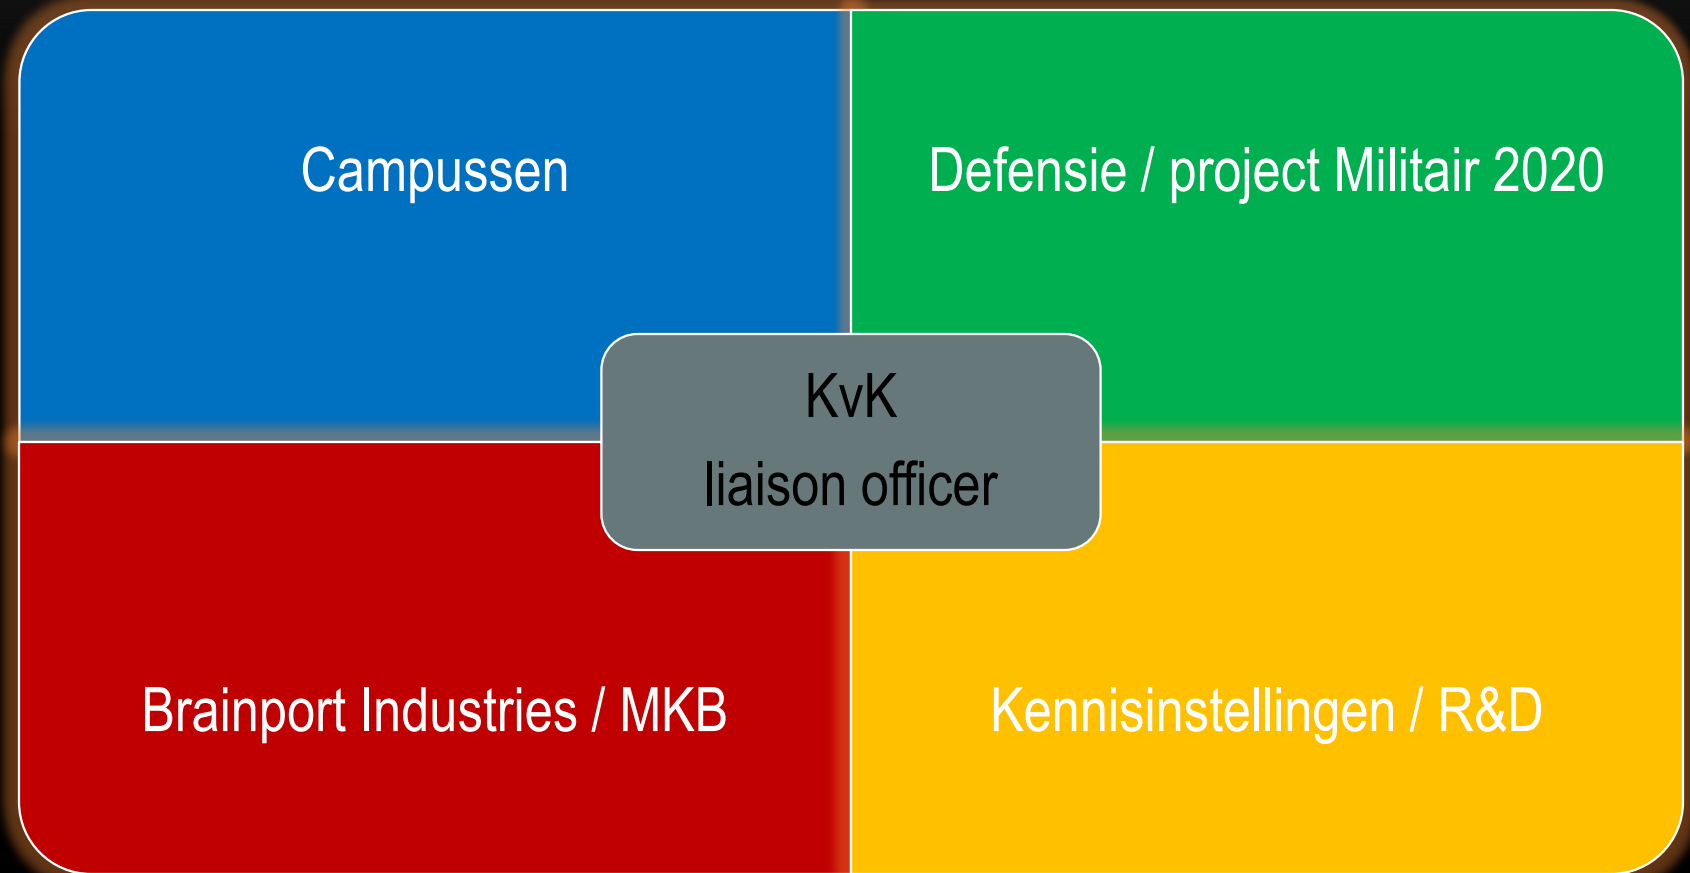 Campussen
Defensie / project Militair 2020
KvK
liaison officer
Brainport Industries / MKB
Kennisinstellingen / R&D